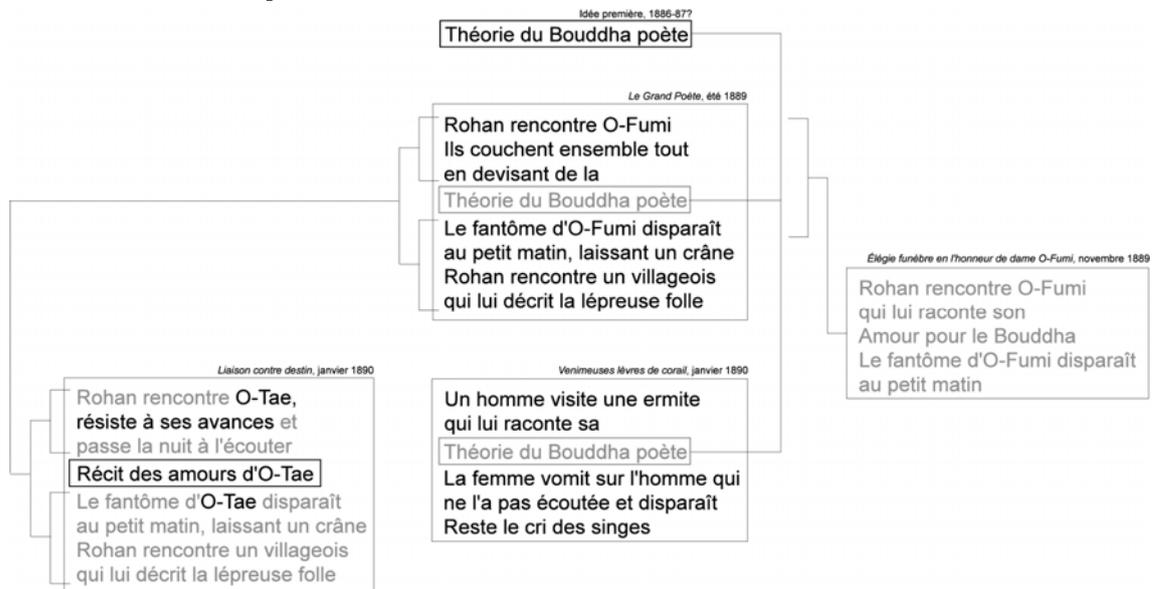 Idée première, 1886-87?
Théorie du Bouddha poète
Le Grand Poète, été 1889
Rohan rencontre O-Fumi
Ils couchent ensemble tout
en devisant de la
Théorie du Bouddha poète
Le fantôme d'O-Fumi disparaît
au petit matin, laissant un crâne
Rohan rencontre un villageois
qui lui décrit la lépreuse folle
Élégie funèbre en l'honneur de dame O-Fumi, novembre 1889
Rohan rencontre O-Fumi
qui lui raconte son
Amour pour le Bouddha
Le fantôme d'O-Fumi disparaît
au petit matin
Liaison contre destin, janvier 1890
Rohan rencontre O-Tae,
résiste à ses avances et
passe la nuit à l'écouter
Récit des amours d'O-Tae
Le fantôme d'O-Tae disparaît
au petit matin, laissant un crâne
Rohan rencontre un villageois
qui lui décrit la lépreuse folle
Venimeuses lèvres de corail, janvier 1890
Un homme visite une ermite
qui lui raconte sa
Théorie du Bouddha poète
La femme vomit sur l'homme qui
ne l'a pas écoutée et disparaît
Reste le cri des singes